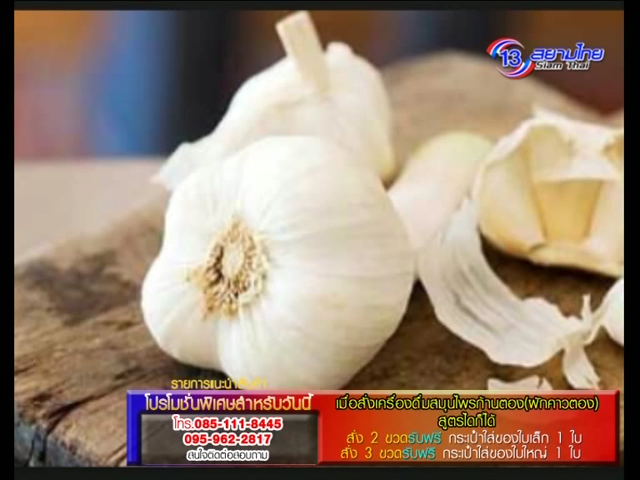 13 สยามไทย
Siam Thai
รายการแนะนำสินค้า
โปรโมชั่นพิเศษสำหรับวันนี้
โทร.085-111-8445
095-962-2817
สนใจติดต่อสอบถาม
เมื่อสั่งเครื่องดื่มสมุนไพรก้านตอง(ผักคาวตอง)
สูตรใดก็ได้
สั่ง 2 ขวดรับฟรี กระเป๋าใส่ของใบเล็ก 1 ใบ
สั่ง 3 ขวดรับฟรี กระเป๋าใส่ของใบใหญ่ 1 ใบ